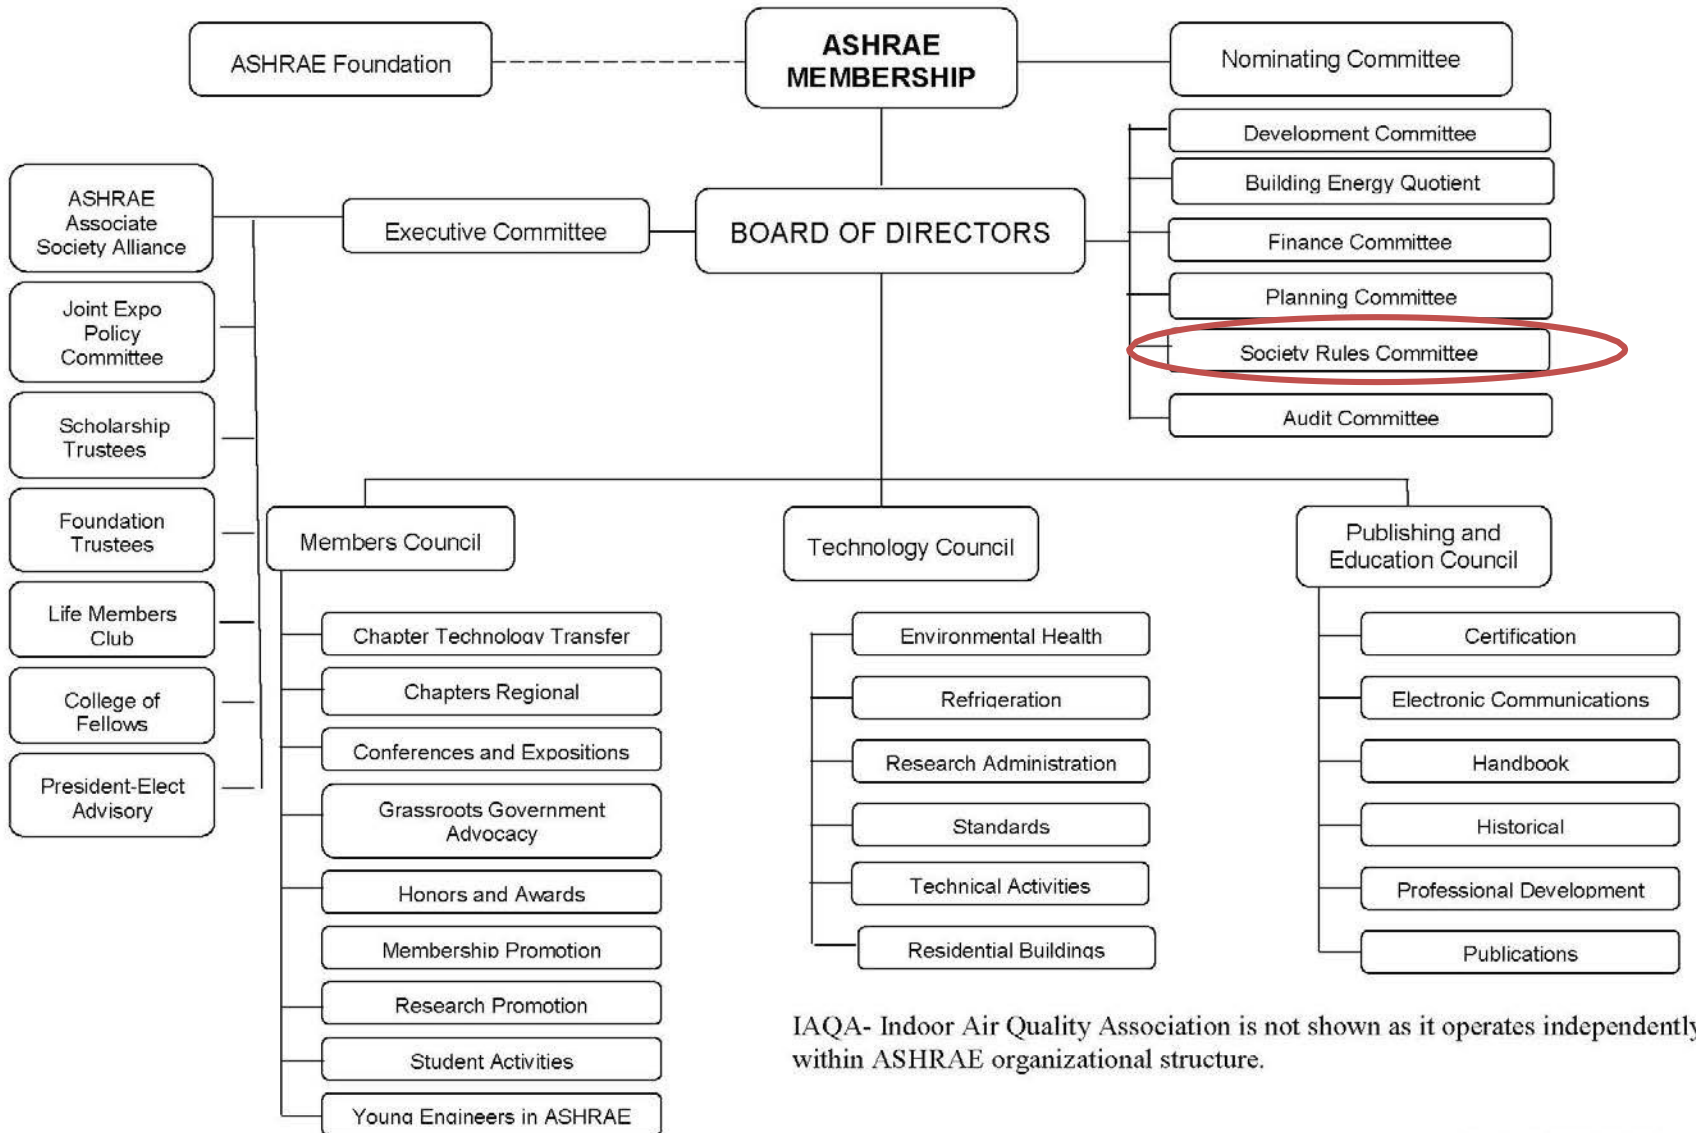 ASHRAE Foundation
ASHRAE
MEMBERSHIP
Nominating Committee
Development Committee
Building Energy Quotient
Finance Committee
Planning Committee
Society Rules Committee
Audit Committee
BOARD OF DIRECTORS
Executive Committee
ASHRAE
Associate
Society Alliance
Joint Expo
Policy
Committee
Scholarship
Trustees
Foundation
Trustees
Life Members
Club
College of
Fellows
President-Elect
Advisory
Members Council
Chapter Technology Transfer
Chapters Regional
Conferences and Expositions
Grassroots Government
Advocacy
Honors and Awards
Membership Promotion
Research Promotion
Student Activities
Young Engineers in ASHRAE
Technology Council
Environmental Health
Refrigeration
Research Administration
Standards
Technical Activities
Residential Buildings
Publishing and
Education Council
Certification
Electronic Communications
Handbook
Historical
Professional Development
Publications
IAQA- Indoor Air Quality Association is not shown as it operates independently
within ASHRAE organizational structure.